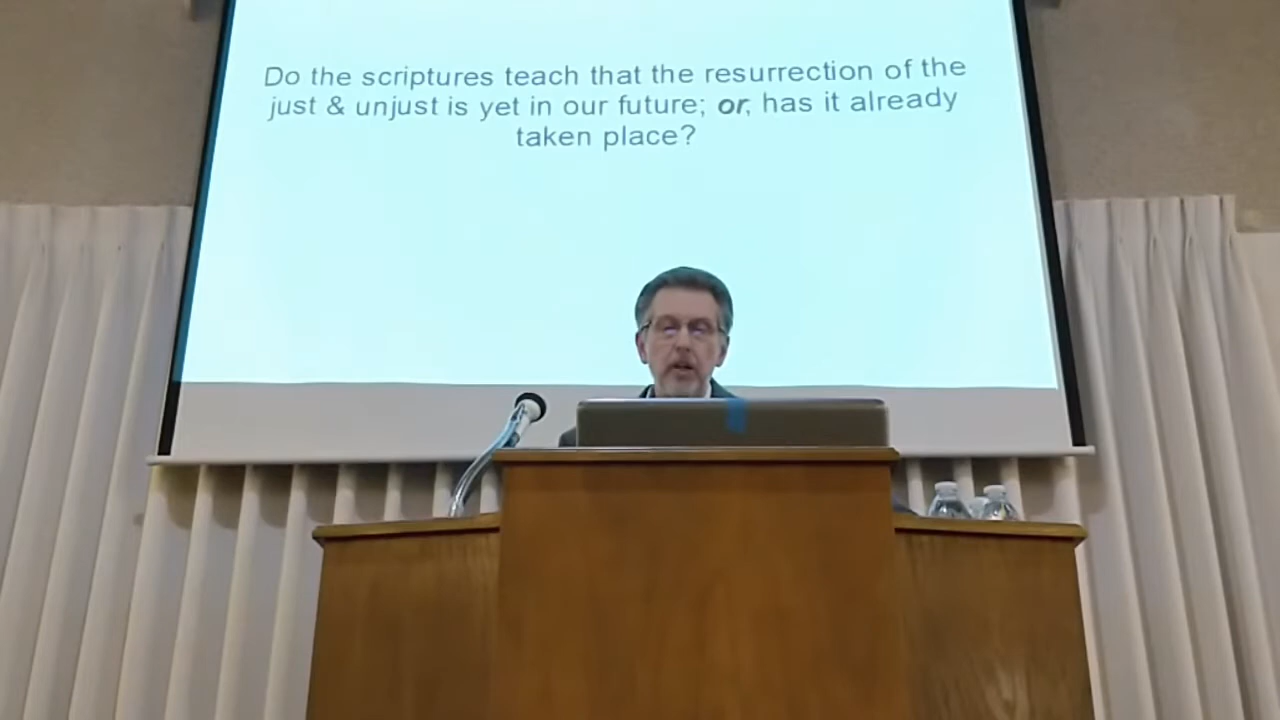 Do the scriptures teach that the resurrection of the
just & unjust is yet in our future; or, has it already
taken place?